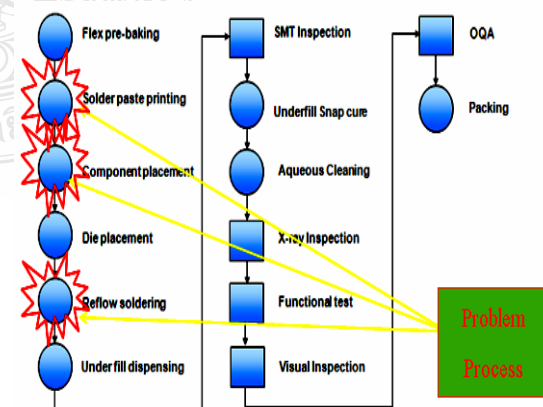 Flex pre-baking
Solder paste printing
Component placement
Die placement
Reflow soldering
Under fill dispensing
SMT Inspection
Underfill Snap cure
Aqueous Cleaning
X-ray Inspection
Functional test
Visual Inspection
OQA
Packing
Problem
Process